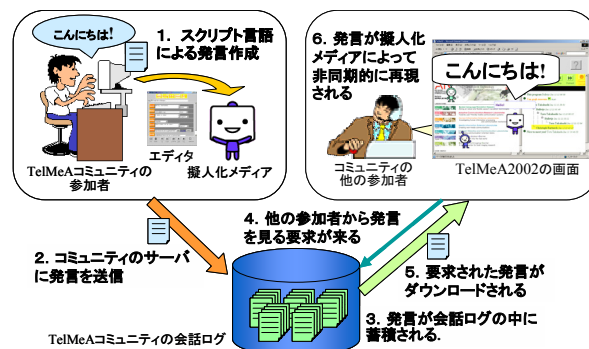 こんにちは!
1. スクリプト言語
による発言作成
エディタ
擬人化メディア
TelMeAコミュニティの
参加者
6. 発言が擬人化
メディアによって
非同期的に再現
される
こんにちは!
コミュニティの
他の参加者
TelMeA2002の画面
2. コミュニティのサーバ
に発言を送信
4. 他の参加者から発言
を見る要求が来る
5. 要求された発言が
ダウンロードされる
3. 発言が会話ログの中に
蓄積される.
TelMeAコミュニティの会話ログ